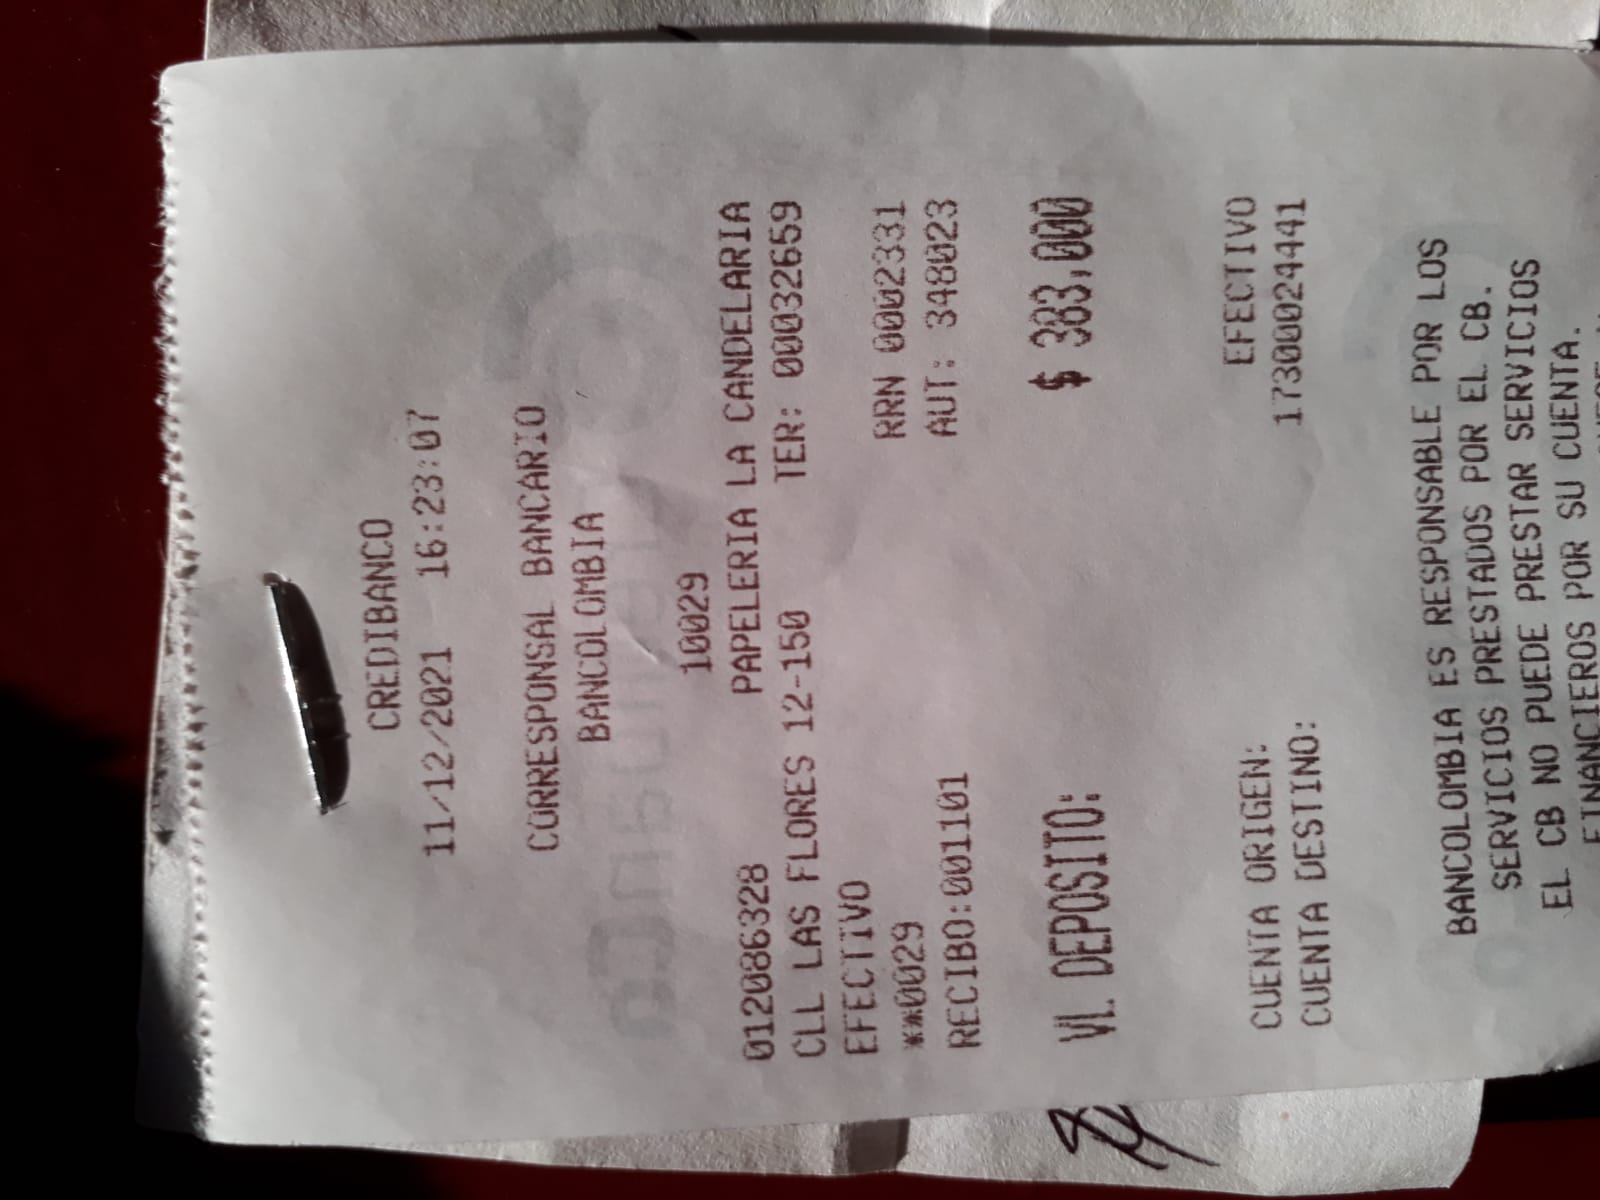 CREDIBANCO
11/12/2021 16:23:07
CORRESPONSAL BANCARIO
BANCOLOMBIA
10029
012086328 PAPELERIA LA CANDELARIA
CLL LAS FLORES 12-150 TER: 00032659
EFECTIVO
**0029 RRN 00023331
RECIBO:001101 AUT: 348023
VL DEPOSITO: $ 383,000
CUENTA ORIGEN: EFECTIVO
CUENTA DESTINO: 17300024441
BANCOLOMBIA ES RESPONSABLE POR LOS
SERVICIOS PRESTADOS POR EL CB.
EL CB NO PUEDE PRESTAR SERVICIOS
FINANCIEROS POR SU CUENTA.